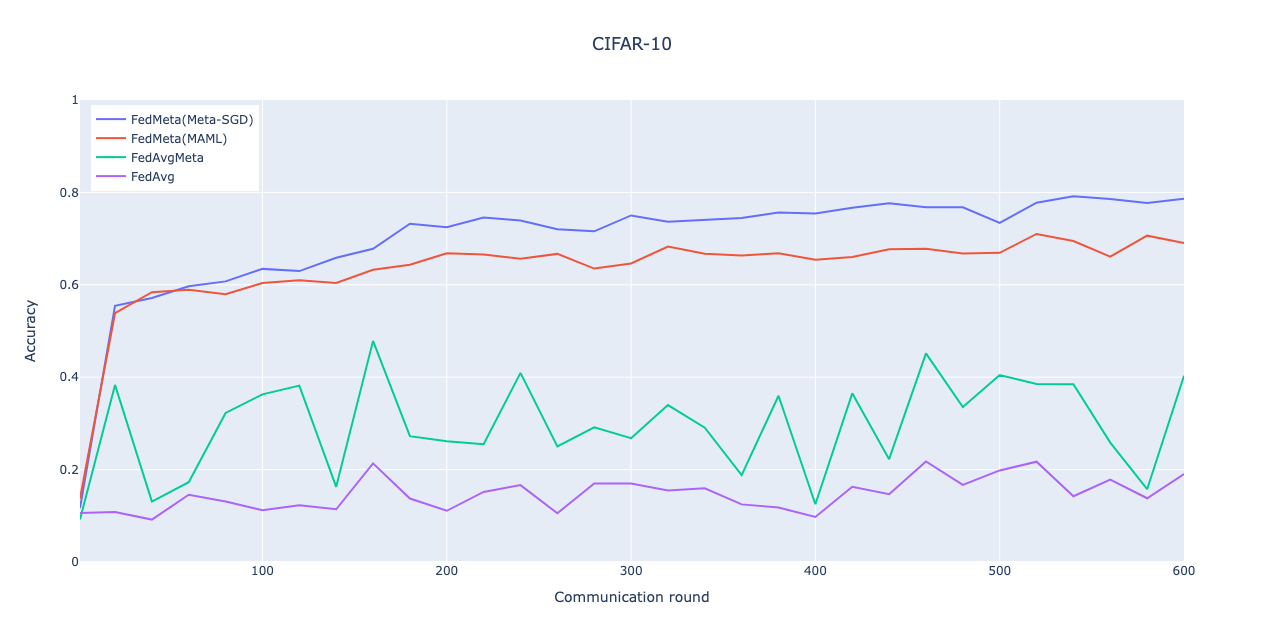 CIFAR-10
FedMeta(Meta-SGD)
FedMeta(MAML)
FedAvgMeta
FedAvg
Accuracy
1
0.8
0.6
0.4
0.2
0
100 200 300 400 500 600
Communication round